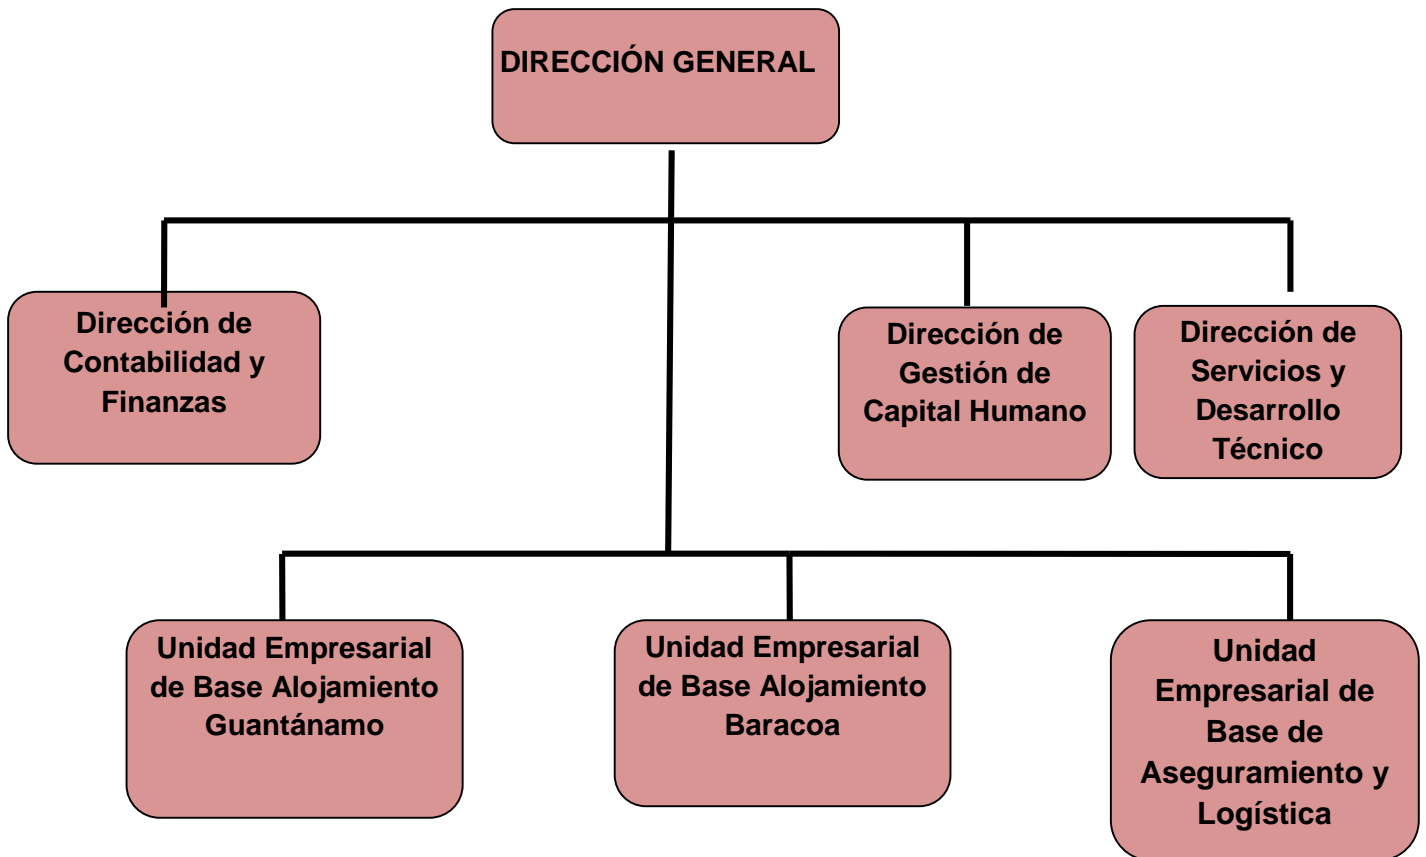 DIRECCIÓN GENERAL
Dirección de
Contabilidad y
Finanzas
Dirección de
Gestión de
Capital Humano
Dirección de
Servicios y
Desarrollo
Técnico
Unidad Empresarial
de Base Alojamiento
Guantánamo
Unidad Empresarial
de Base Alojamiento
Baracoa
Unidad
Empresarial de
Base de
Aseguramiento y
Logística